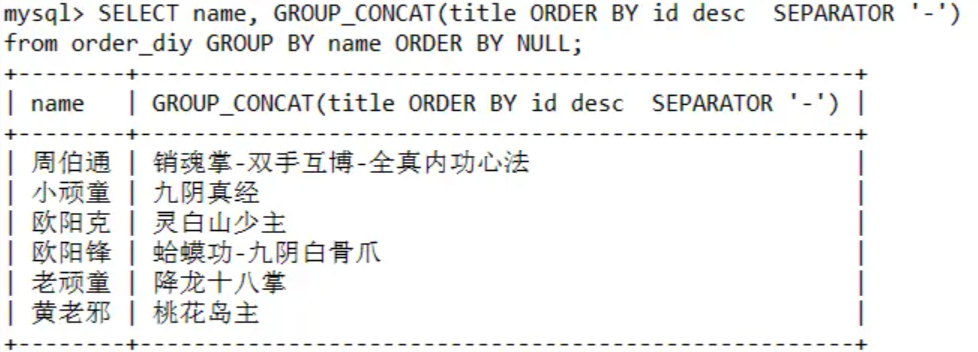 mysql> SELECT name, GROUP_CONCAT(title ORDER BY id desc  SEPARATOR '-')
from order_diy GROUP BY name ORDER BY NULL;
+--------+------------------------------------------------------+
| name   | GROUP_CONCAT(title ORDER BY id desc  SEPARATOR '-') |
+--------+------------------------------------------------------+
| 周伯通 | 销魂掌-双手互博-全真内功心法 |
| 小顽童 | 九阴真经 |
| 欧阳克 | 灵白山少主 |
| 欧阳锋 | 蛤蟆功-九阴白骨爪 |
| 老顽童 | 降龙十八掌 |
| 黄老邪 | 桃花岛主 |
+--------+------------------------------------------------------+